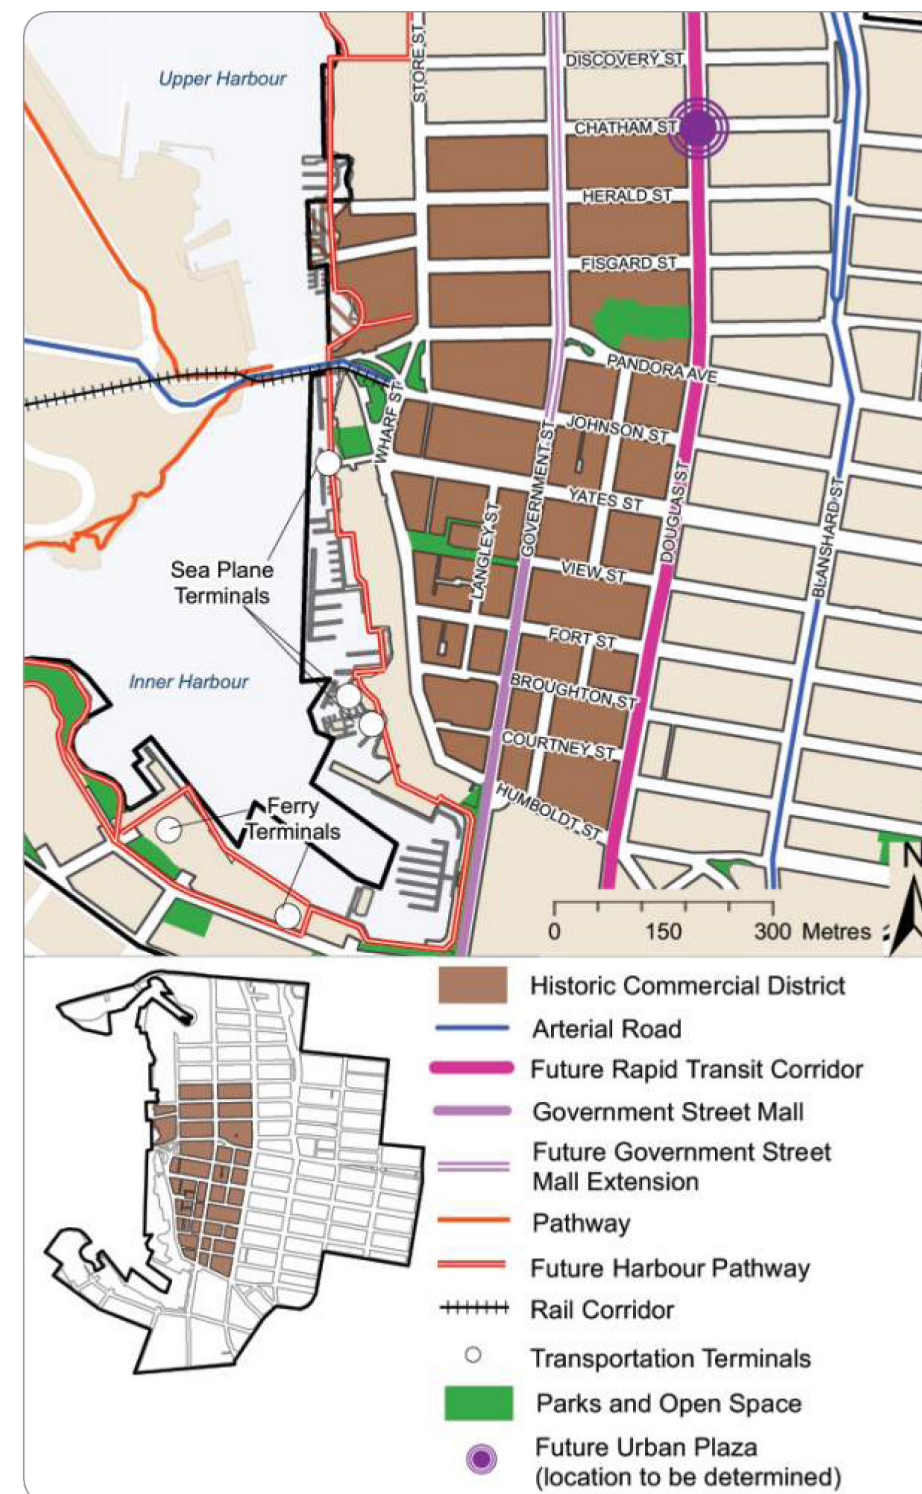 Upper Harbour
STORE ST
DISCOVERY ST
CHATHAM ST
HERALD ST
FISGARD ST
PANDORA AVE
WHARF ST
JOHNSON ST
GOVERNMENT ST
YATES ST
DOUGLAS ST
LANGLEY ST
BLANSHARD ST
VIEW ST
Sea Plane
Terminals
FORT ST
Inner Harbour
BROUGHTON ST
COURTNEY ST
HUMBOLDT ST
Ferry
Terminals
N
0 150 300 Metres
Historic Commercial District
Arterial Road
Future Rapid Transit Corridor
Government Street Mall
Future Government Street
Mall Extension
Pathway
Future Harbour Pathway
Rail Corridor
Transportation Terminals
Parks and Open Space
Future Urban Plaza
(location to be determined)